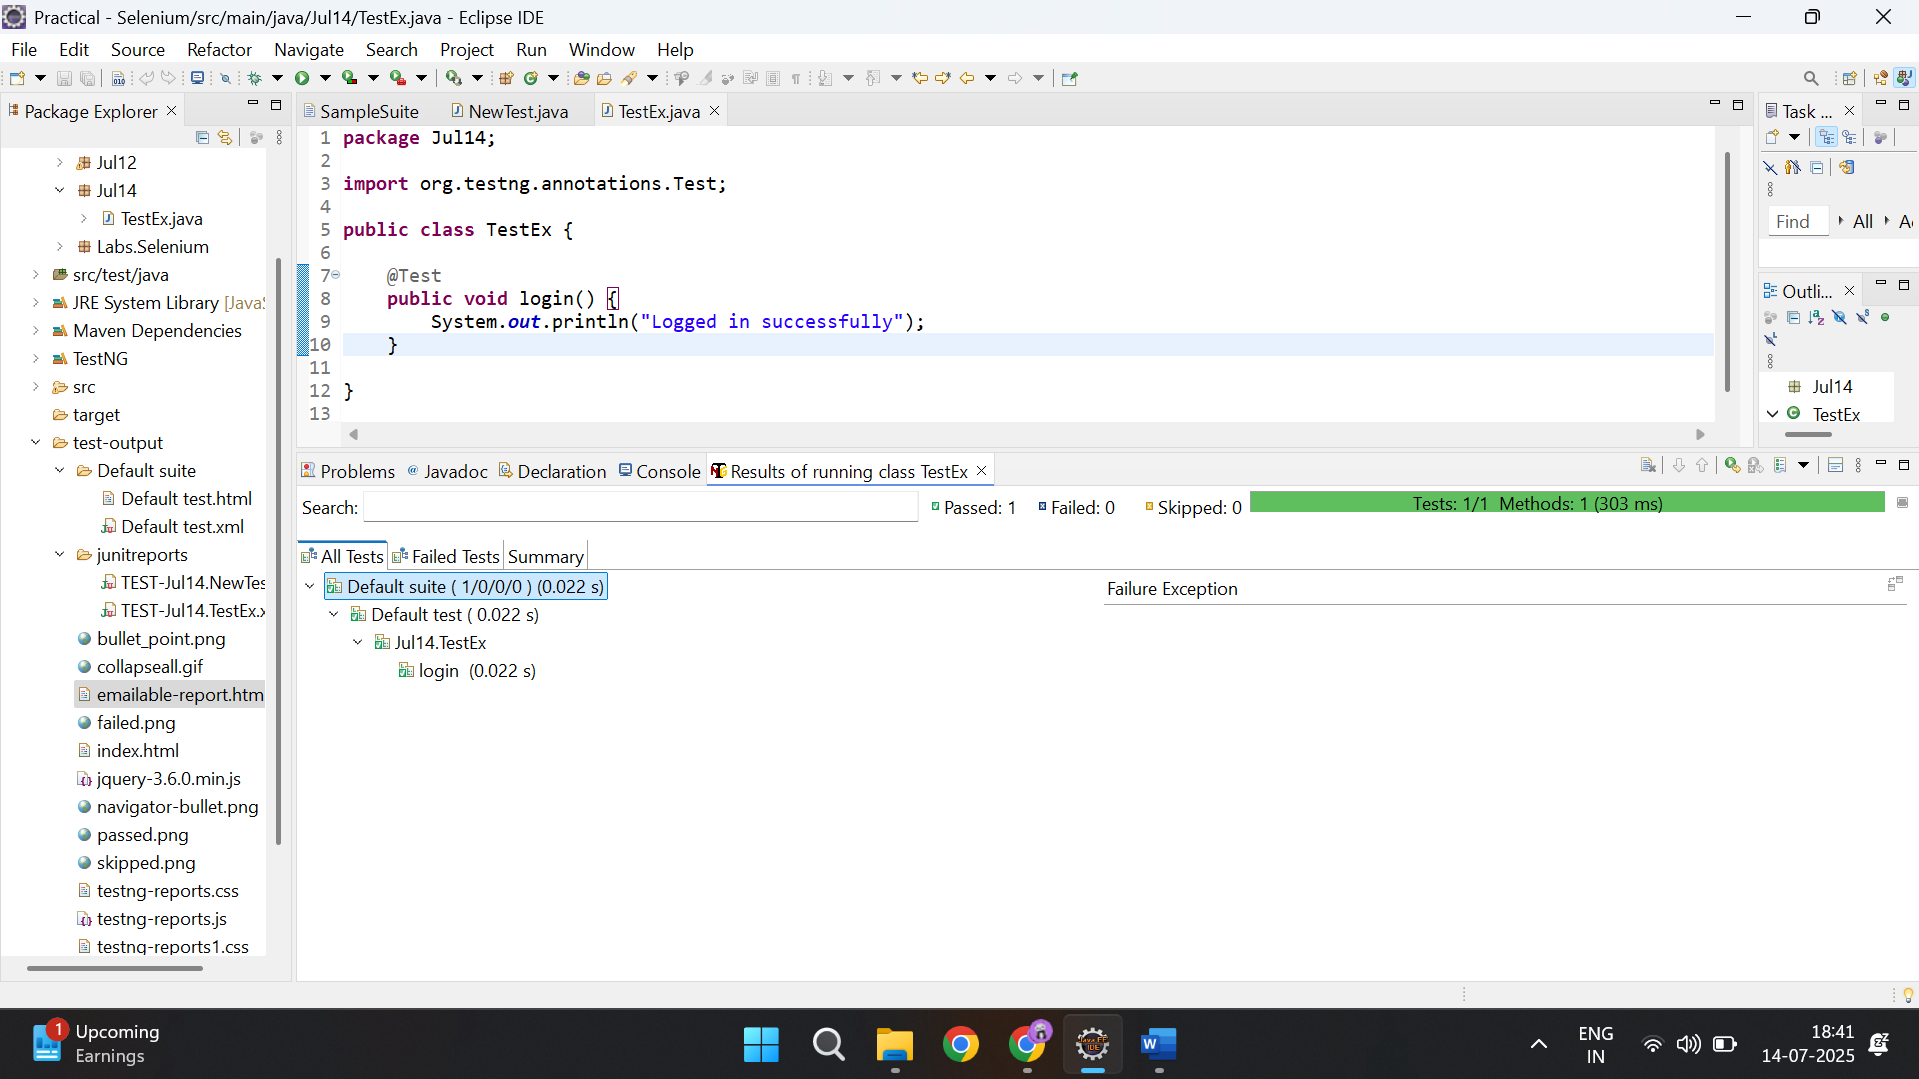 Practical - Selenium/src/main/java/Jul14/TestEx.java - Eclipse IDE
File Edit Source Refactor Navigate Search Project Run Window Help
Package Explorer
Jul12
Jul14
TestEx.java
Labs.Selenium
src/test/java
JRE System Library [Java
Maven Dependencies
TestNG
src
target
test-output
Default suite
Default test.html
Default test.xml
junitreports
TEST-Jul14.NewTes
TEST-Jul14.TestEx.x
bullet_point.png
collapseall.gif
emailable-report.htm
failed.png
index.html
jquery-3.6.0.min.js
navigator-bullet.png
passed.png
skipped.png
testng-reports.css
testng-reports.js
testng-reports1.css
SampleSuite NewTest.java TestEx.java
1 package Jul14;
2
3 import org.testng.annotations.Test;
4
5 public class TestEx {
6
7 @Test
8 public void login() {
9 System.out.println("Logged in successfully");
10 }
11
12 }
13
Problems Javadoc Declaration Console Results of running class TestEx
Search: Passed: 1 Failed: 0 Skipped: 0 Tests: 1/1 Methods: 1 (303 ms)
All Tests Failed Tests Summary
Default suite ( 1/0/0/0 ) (0.022 s)
Default test ( 0.022 s)
Jul14.TestEx
login (0.022 s)
Failure Exception
Task ...
Find All A
Outli...
Jul14
TestEx
1 Upcoming
Earnings
ENG
IN
18:41
14-07-2025